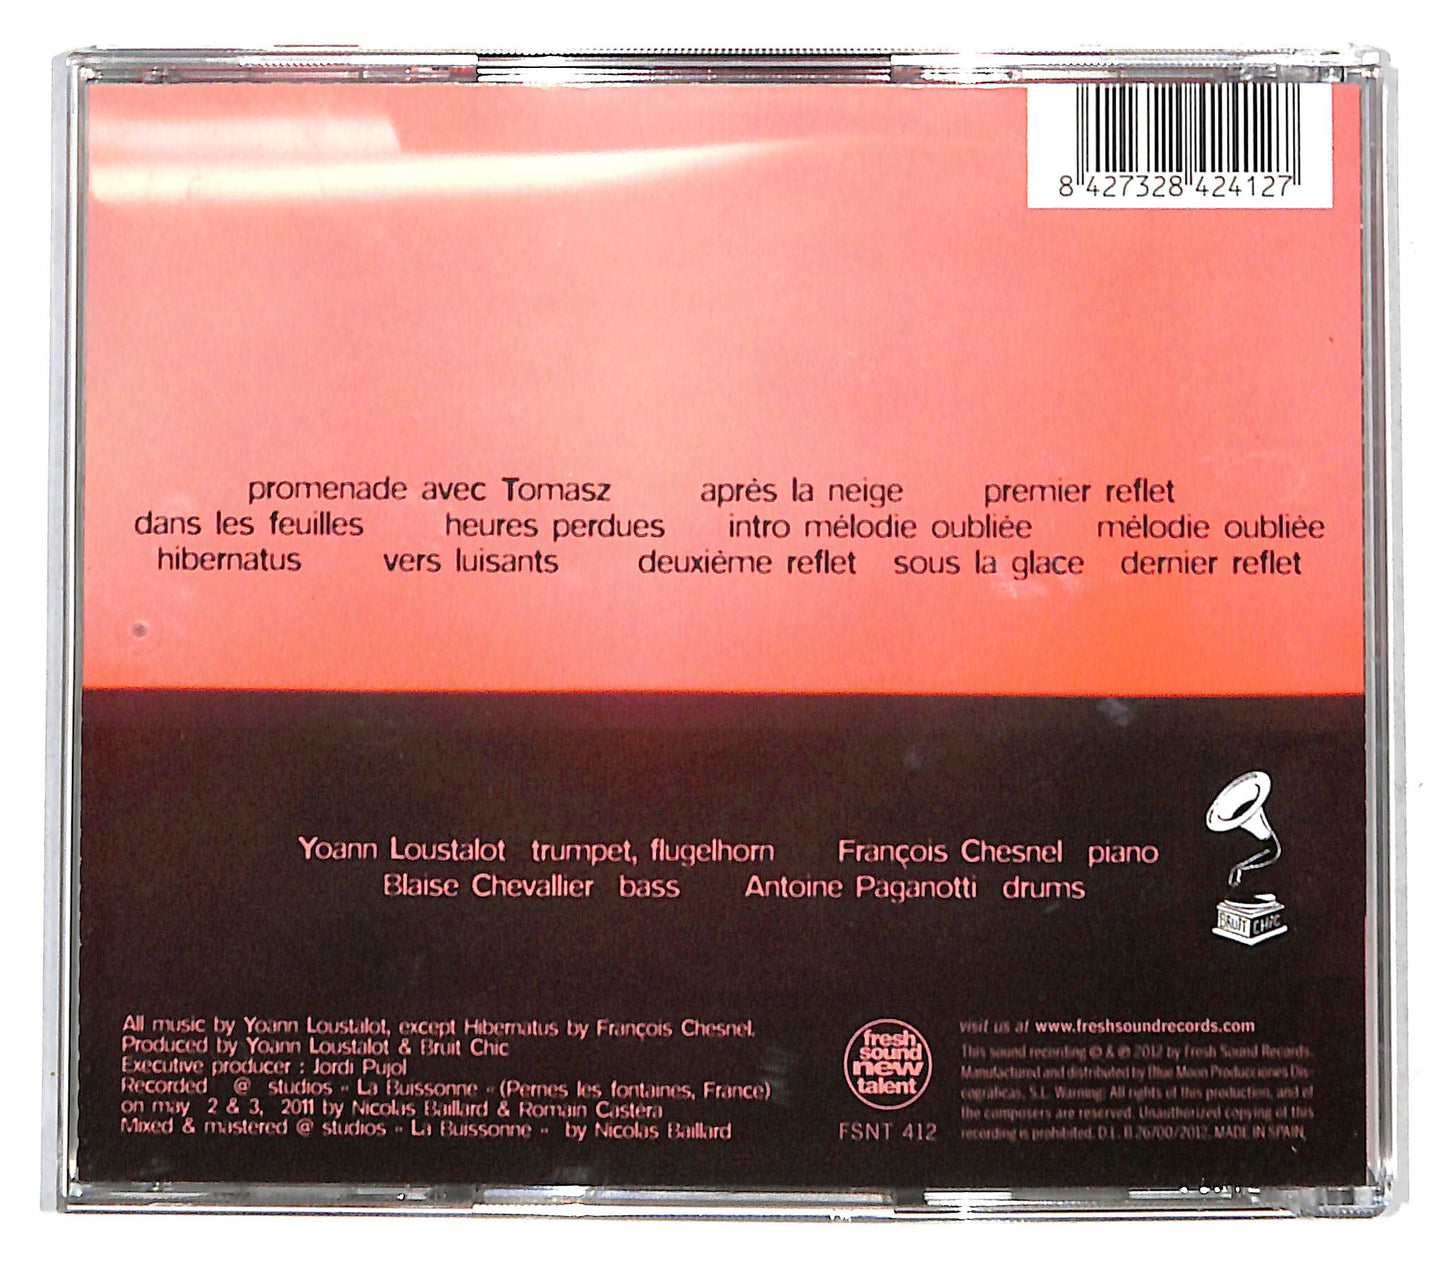 8 427328 424127
promenade avec Tomasz après la neige premier reflet
dans les feuilles heures perdues intro mélodie oubliée mélodie oubliée
hibernatus vers luisants deuxième reflet sous la glace dernier reflet
Yoann Loustalot trumpet, flugelhorn François Chesnel piano
Blaise Chevallier bass Antoine Paganotti drums
BRUIT CHIC
All music by Yoann Loustalot, except Hibernatus by François Chesnel.
Produced by Yoann Loustalot & Bruit Chic
Executive producer : Jordi Pujol
Recorded @ studios " La Buissonne " (Pernes les fontaines, France)
on may 2 & 3, 2011 by Nicolas Baillard & Romain Castéra
Mixed & mastered @ studios " La Buissonne " by Nicolas Baillard
fresh
sound
new
talent
FSNT 412
visit us at www.freshsoundrecords.com
This sound recording © & ℗ 2012 by Fresh Sound Records.
Manufactured and distributed by Blue Moon Producciones Dis-
cograficas, S.L. Warning: All rights of this production, and of
the composers are reserved. Unauthorized copying of this
recording is prohibited. D.L. B 26700/2012. MADE IN SPAIN.